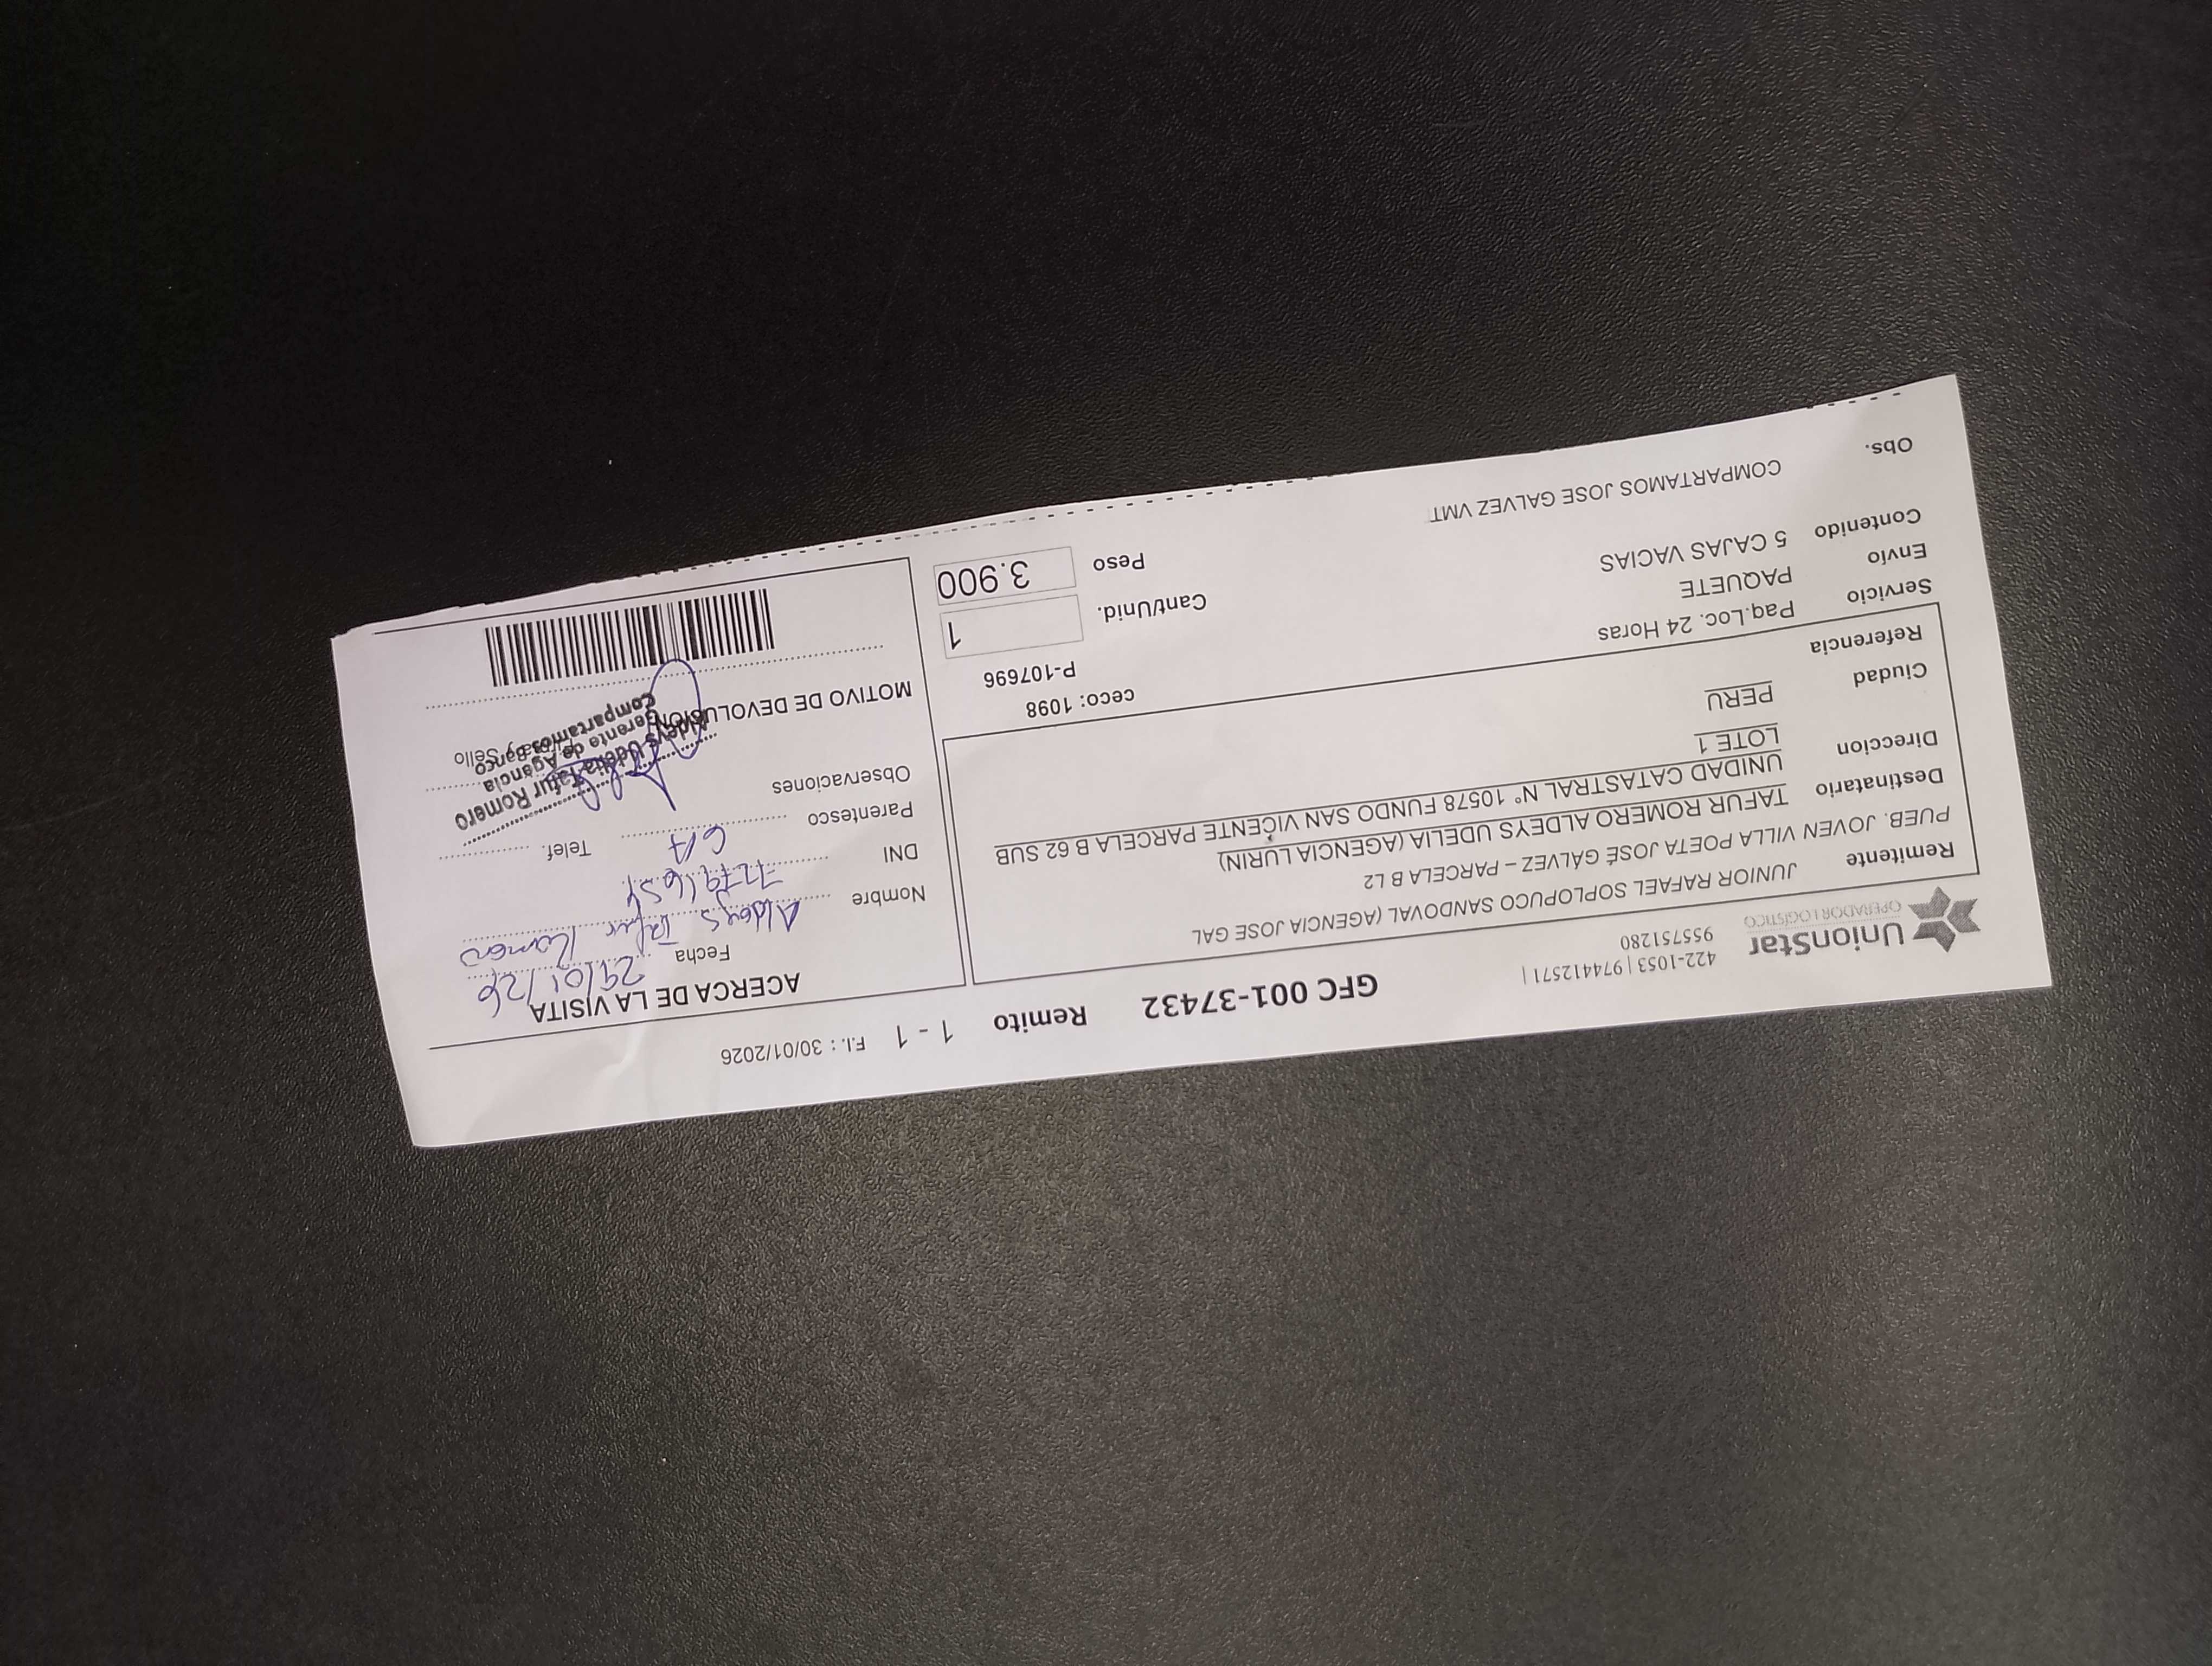 UnionStar
OPERADOR LOGÍSTICO
422-1053 | 974412571 |
955751280
GFC 001-37432 Remito 1 - 1 F.I. : 30/01/2026
Remitente JUNIOR RAFAEL SOPLOPUCO SANDOVAL (AGENCIA JOSE GAL
PUEB. JOVEN VILLA POETA JOSÉ GÁLVEZ – PARCELA B L2
Destinatario TAFUR ROMERO ALDEYS UDELIA (AGENCIA LURIN)
Direccion UNIDAD CATASTRAL N° 10578 FUNDO SAN VICENTE PARCELA B 62 SUB
LOTE 1
Ciudad PERU
Referencia
Servicio Paq.Loc. 24 Horas
Envío PAQUETE
Contenido 5 CAJAS VACIAS
Obs. COMPARTAMOS JOSE GALVEZ VMT
ceco: 1098
P-107696
Cant/Unid. 1
Peso 3.900
ACERCA DE LA VISITA
Fecha 29/01/26
Nombre Aldeys Tafur Romero
DNI
Parentesco GA Telef.
Observaciones
Aldeys Udelia Tafur Romero
Gerente de Agencia
Compartamos Banco
Firma y Sello
MOTIVO DE DEVOLUCIÓN